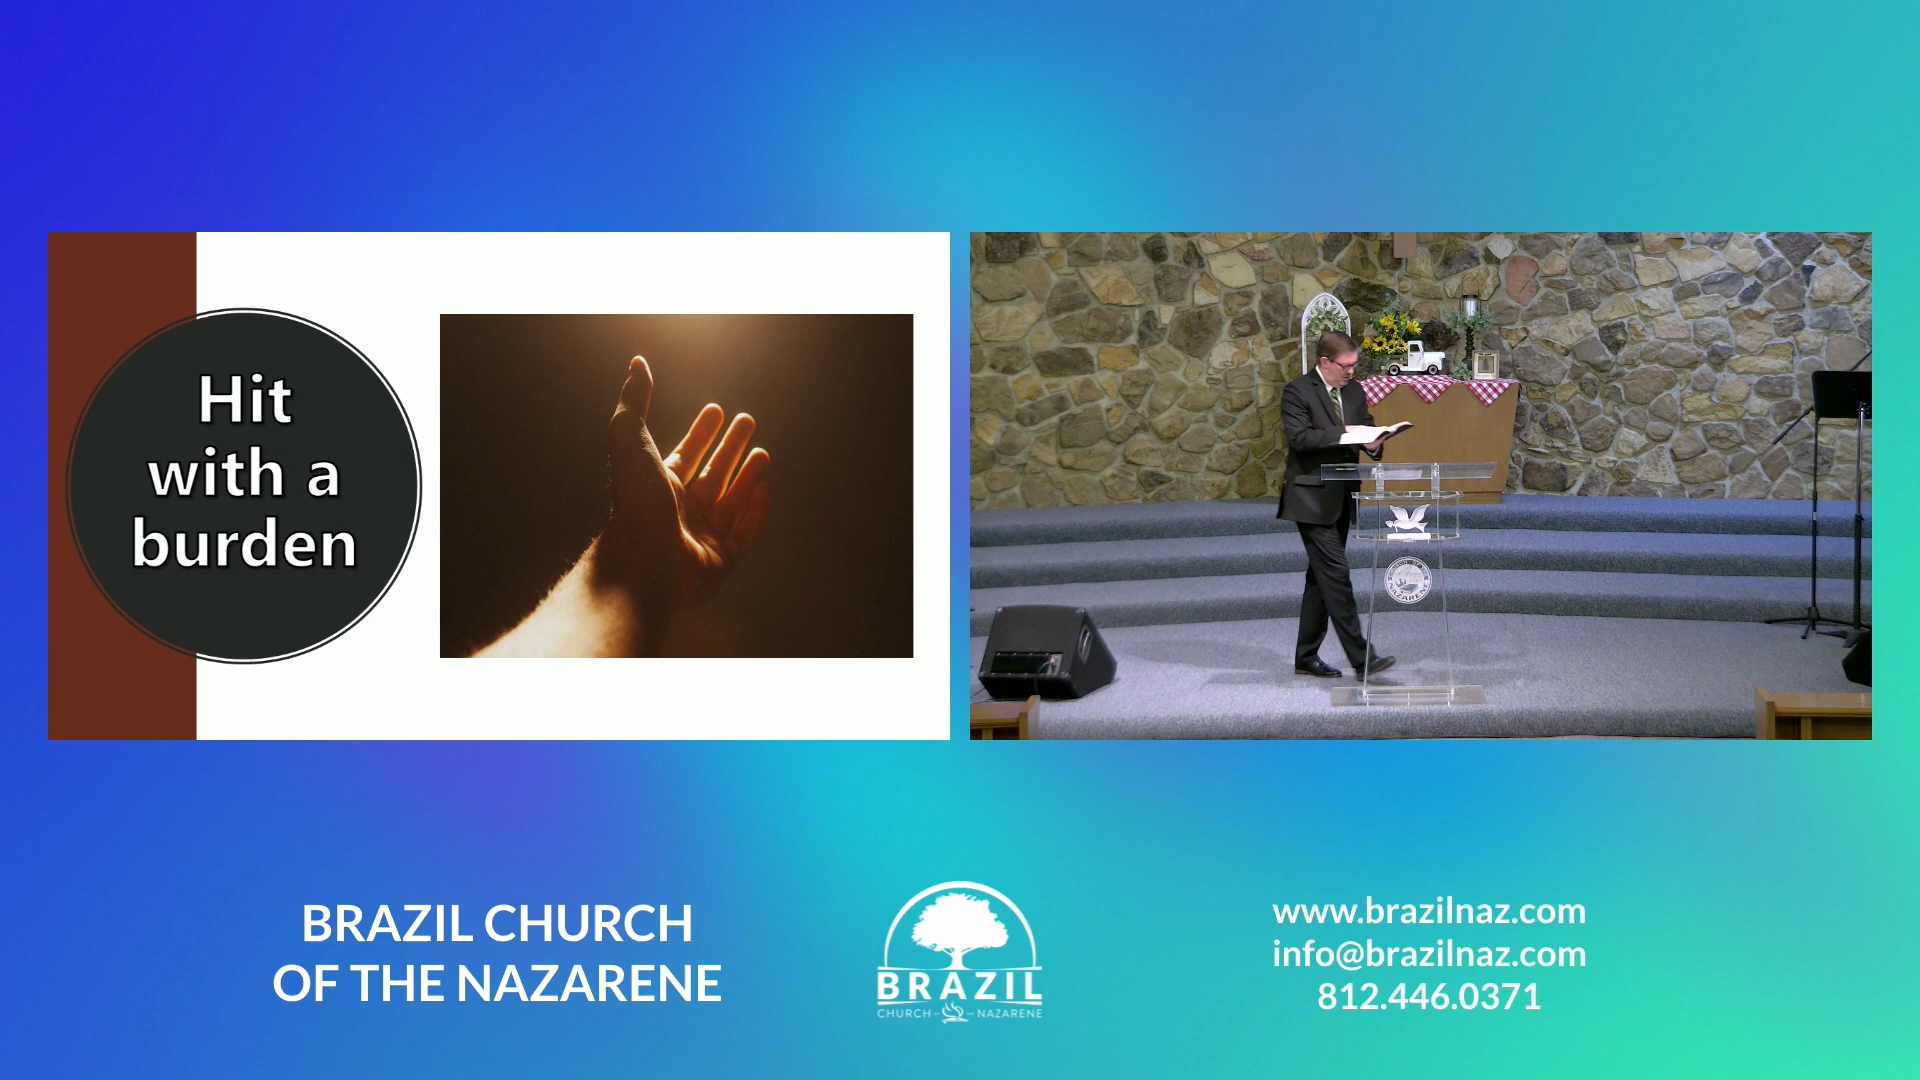 Hit
with a
burden
BRAZIL CHURCH
OF THE NAZARENE
BRAZIL
CHURCH NAZARENE
www.brazilnaz.com
info@brazilnaz.com
812.446.0371
NAZARENE